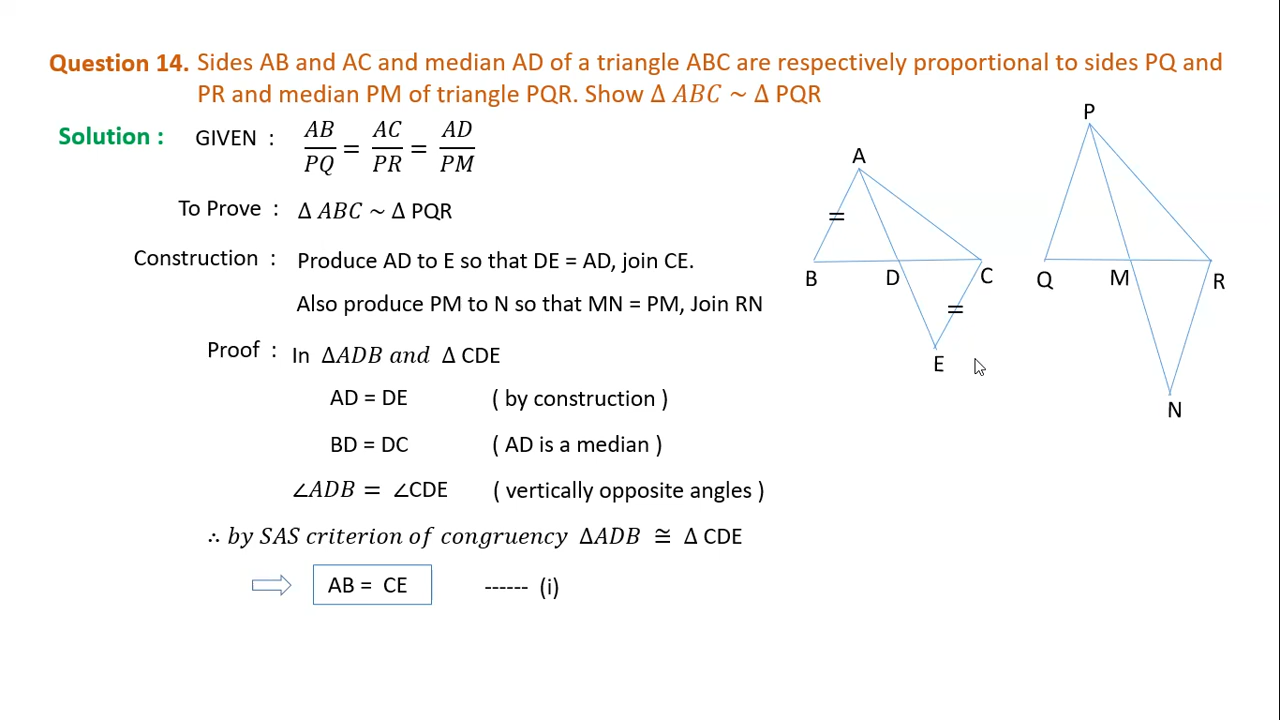 Question 14. Sides AB and AC and median AD of a triangle ABC are respectively proportional to sides PQ and
PR and median PM of triangle PQR. Show Δ ABC ~ Δ PQR
Solution : GIVEN : AB/PQ = AC/PR = AD/PM
To Prove : Δ ABC ~ Δ PQR
Construction : Produce AD to E so that DE = AD, join CE.
Also produce PM to N so that MN = PM, Join RN
Proof : In ΔADB and Δ CDE
AD = DE ( by construction )
BD = DC ( AD is a median )
∠ADB = ∠CDE ( vertically opposite angles )
∴ by SAS criterion of congruency ΔADB ≅ Δ CDE
AB = CE ------ (i)
A
B
D
C
E
P
Q
M
R
N